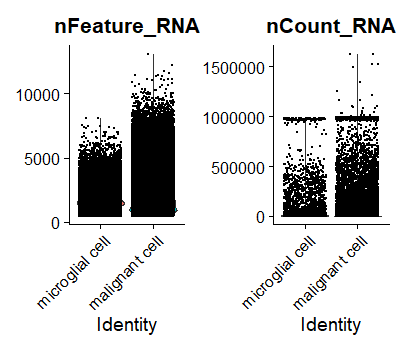 nFeature_RNA
10000
5000
0
microglial cell
malignant cell
Identity
nCount_RNA
1500000
1000000
500000
0
microglial cell
malignant cell
Identity